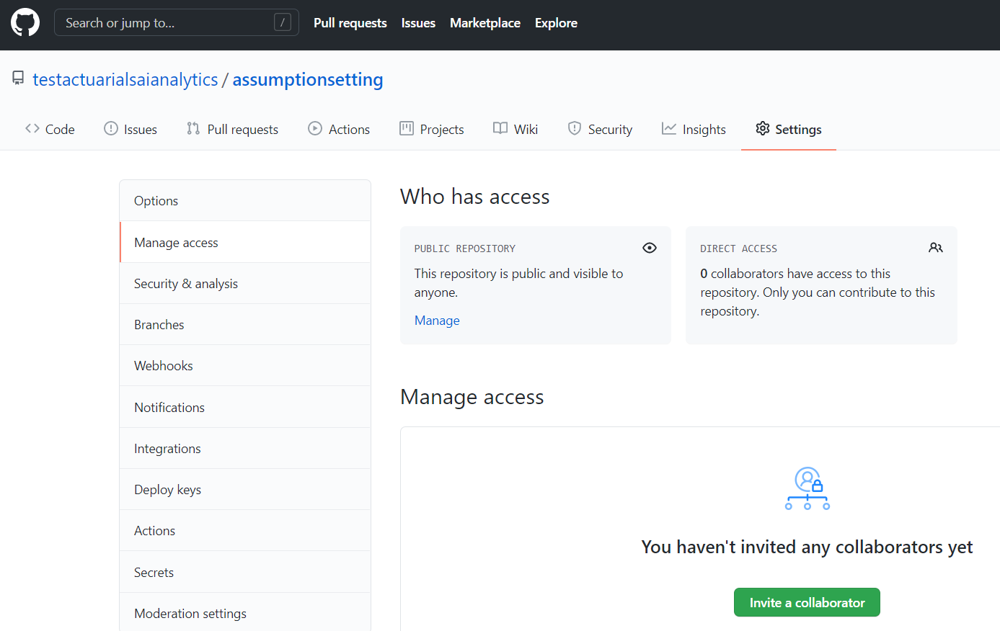 Search or jump to... /
Pull requests Issues Marketplace Explore
testactuarialsaianalytics / assumptionsetting
Code Issues Pull requests Actions Projects Wiki Security Insights Settings
Options
Manage access
Security & analysis
Branches
Webhooks
Notifications
Integrations
Deploy keys
Actions
Secrets
Moderation settings
Who has access
PUBLIC REPOSITORY
This repository is public and visible to
anyone.
Manage
DIRECT ACCESS
0 collaborators have access to this
repository. Only you can contribute to this
repository.
Manage access
You haven't invited any collaborators yet
Invite a collaborator